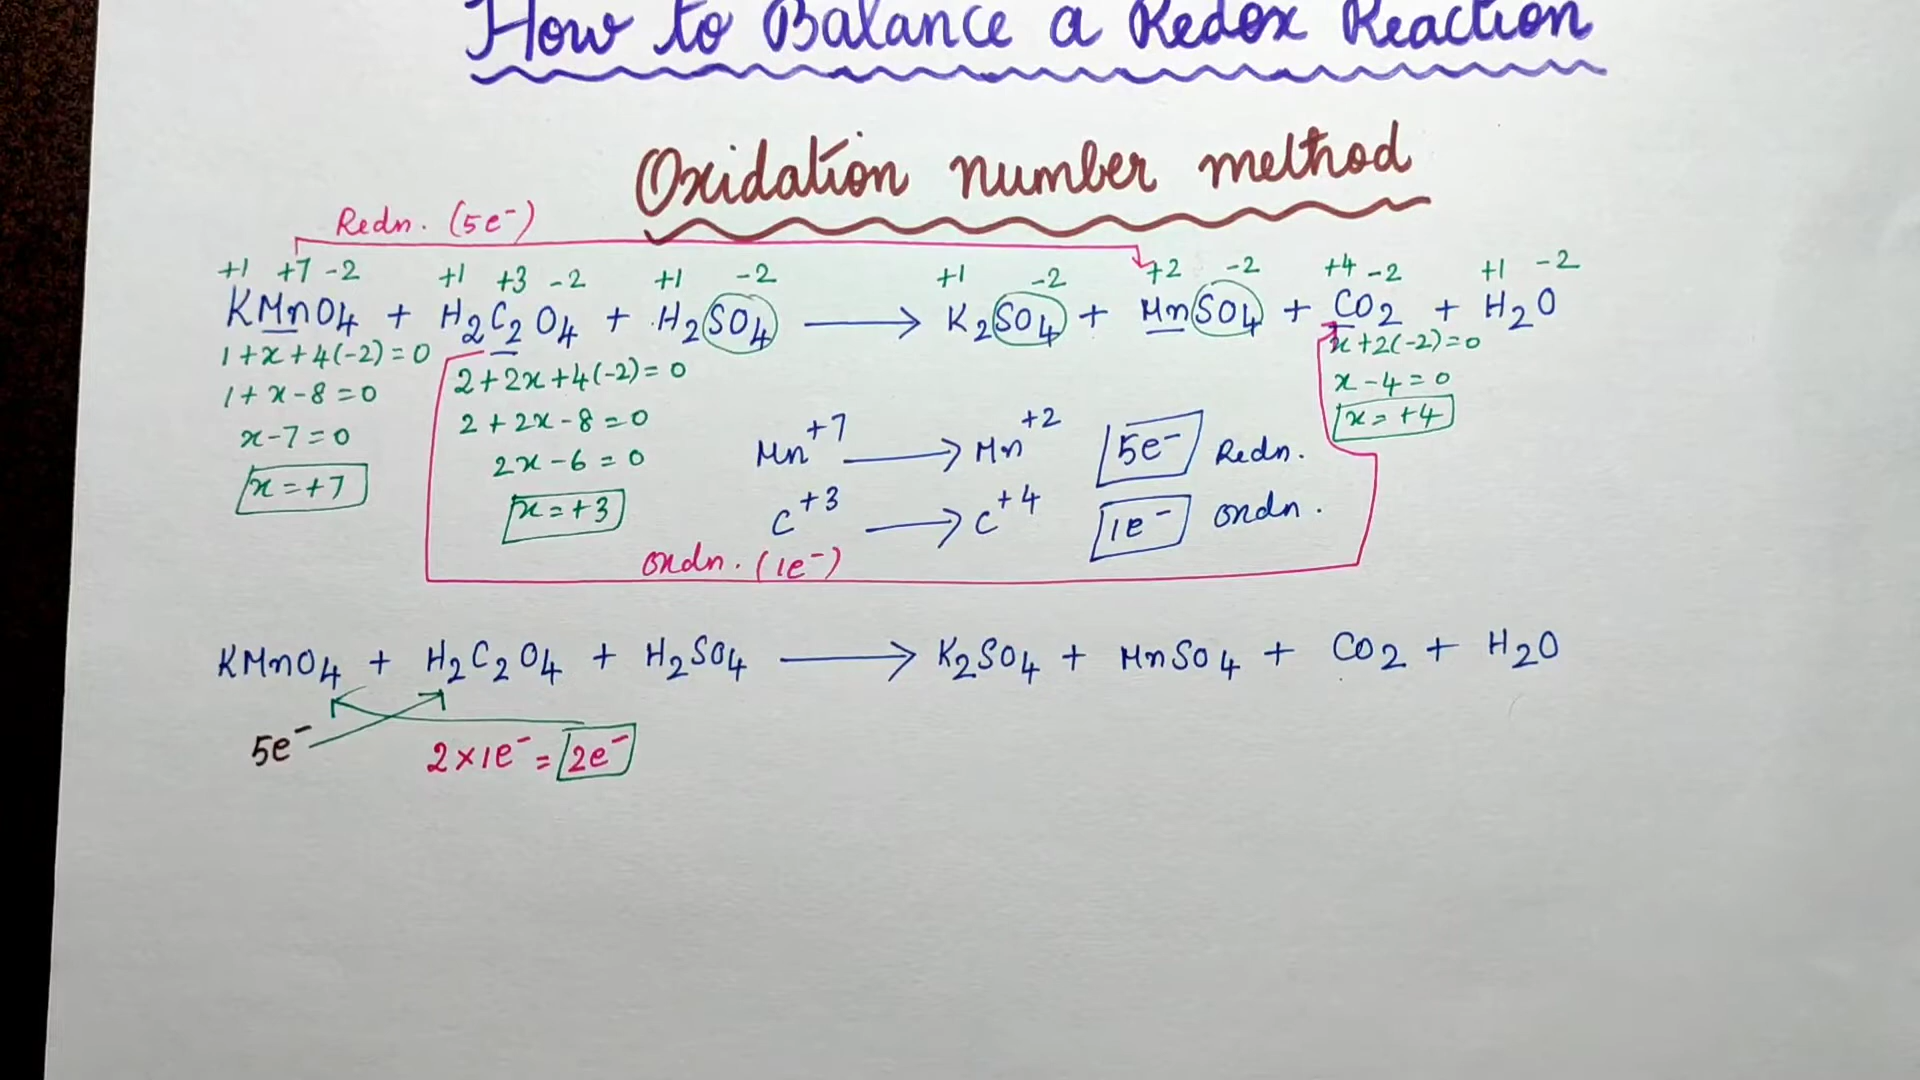 How to Balance a Redox Reaction
Oxidation number method
Redn. (5e⁻)
+1 +7 -2 +1 +3 -2 +1 -2 +1 -2 +2 -2 +4 -2 +1 -2
KMnO4 + H2C2O4 + H2SO4 ⟶ K2SO4 + MnSO4 + CO2 + H2O
1+x+4(-2)=0
1+x-8=0
x-7=0
x=+7
2+2x+4(-2)=0
2+2x-8=0
2x-6=0
x=+3
Mn⁺⁷ ⟶ Mn⁺² 5e⁻ Redn.
C⁺³ ⟶ C⁺⁴ 1e⁻ oxdn.
x+2(-2)=0
x-4=0
x=+4
oxdn. (1e⁻)
KMnO4 + H2C2O4 + H2SO4 ⟶ K2SO4 + MnSO4 + CO2 + H2O
5e⁻ 2×1e⁻ = 2e⁻